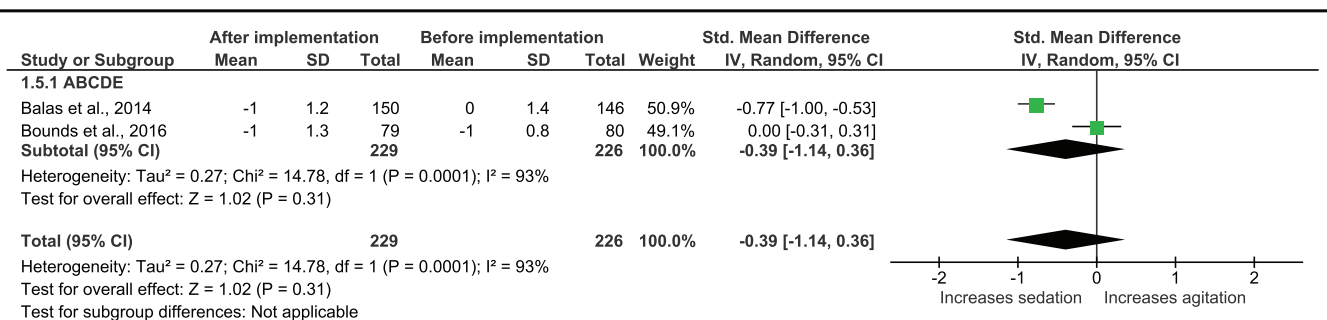 After implementation Before implementation Std. Mean Difference Std. Mean Difference
Study or Subgroup Mean SD Total Mean SD Total Weight IV, Random, 95% CI IV, Random, 95% CI
1.5.1 ABCDE
Balas et al., 2014 -1 1.2 150 0 1.4 146 50.9% -0.77 [-1.00, -0.53]
Bounds et al., 2016 -1 1.3 79 -1 0.8 80 49.1% 0.00 [-0.31, 0.31]
Subtotal (95% CI) 229 226 100.0% -0.39 [-1.14, 0.36]
Heterogeneity: Tau² = 0.27; Chi² = 14.78, df = 1 (P = 0.0001); I² = 93%
Test for overall effect: Z = 1.02 (P = 0.31)
Total (95% CI) 229 226 100.0% -0.39 [-1.14, 0.36]
Heterogeneity: Tau² = 0.27; Chi² = 14.78, df = 1 (P = 0.0001); I² = 93%
Test for overall effect: Z = 1.02 (P = 0.31)
Test for subgroup differences: Not applicable
-2 -1 0 1 2
Increases sedation Increases agitation